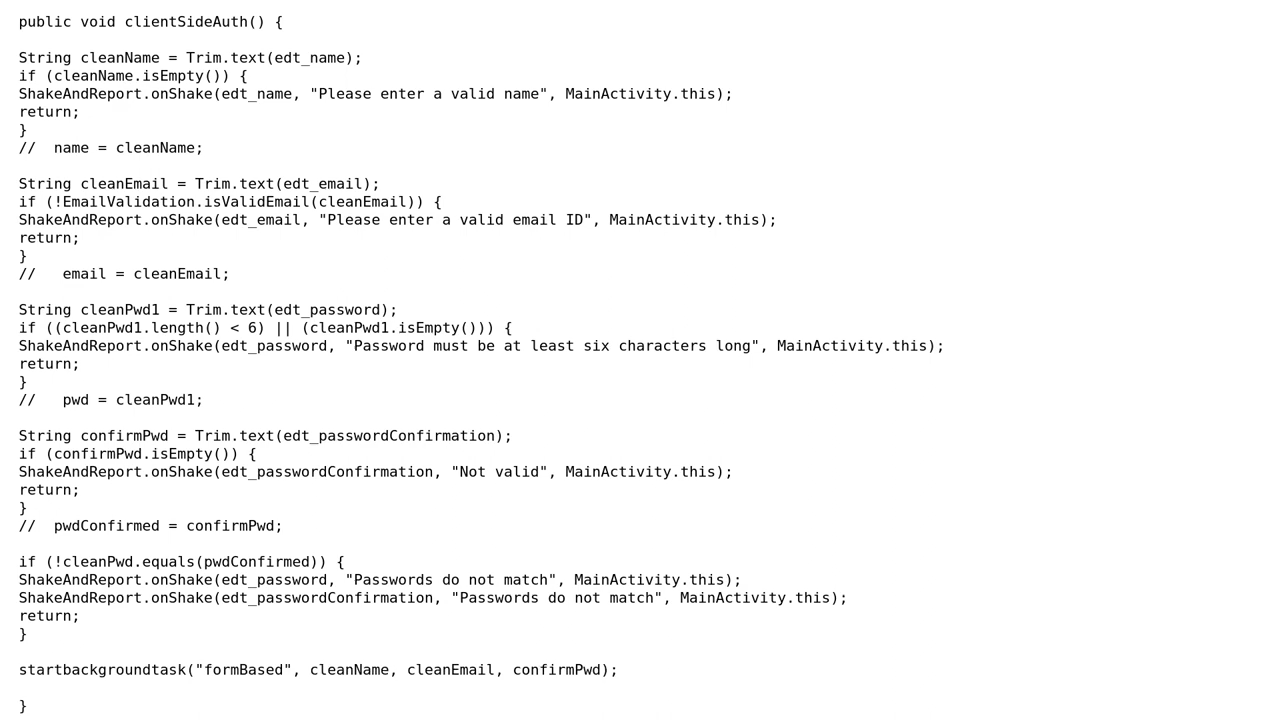 public void clientSideAuth() {
String cleanName = Trim.text(edt_name);
if (cleanName.isEmpty()) {
ShakeAndReport.onShake(edt_name, "Please enter a valid name", MainActivity.this);
return;
}
//  name = cleanName;
String cleanEmail = Trim.text(edt_email);
if (!EmailValidation.isValidEmail(cleanEmail)) {
ShakeAndReport.onShake(edt_email, "Please enter a valid email ID", MainActivity.this);
return;
}
//   email = cleanEmail;
String cleanPwd1 = Trim.text(edt_password);
if ((cleanPwd1.length() < 6) || (cleanPwd1.isEmpty())) {
ShakeAndReport.onShake(edt_password, "Password must be at least six characters long", MainActivity.this);
return;
}
//   pwd = cleanPwd1;
String confirmPwd = Trim.text(edt_passwordConfirmation);
if (confirmPwd.isEmpty()) {
ShakeAndReport.onShake(edt_passwordConfirmation, "Not valid", MainActivity.this);
return;
}
//  pwdConfirmed = confirmPwd;
if (!cleanPwd.equals(pwdConfirmed)) {
ShakeAndReport.onShake(edt_password, "Passwords do not match", MainActivity.this);
ShakeAndReport.onShake(edt_passwordConfirmation, "Passwords do not match", MainActivity.this);
return;
}
startbackgroundtask("formBased", cleanName, cleanEmail, confirmPwd);
}